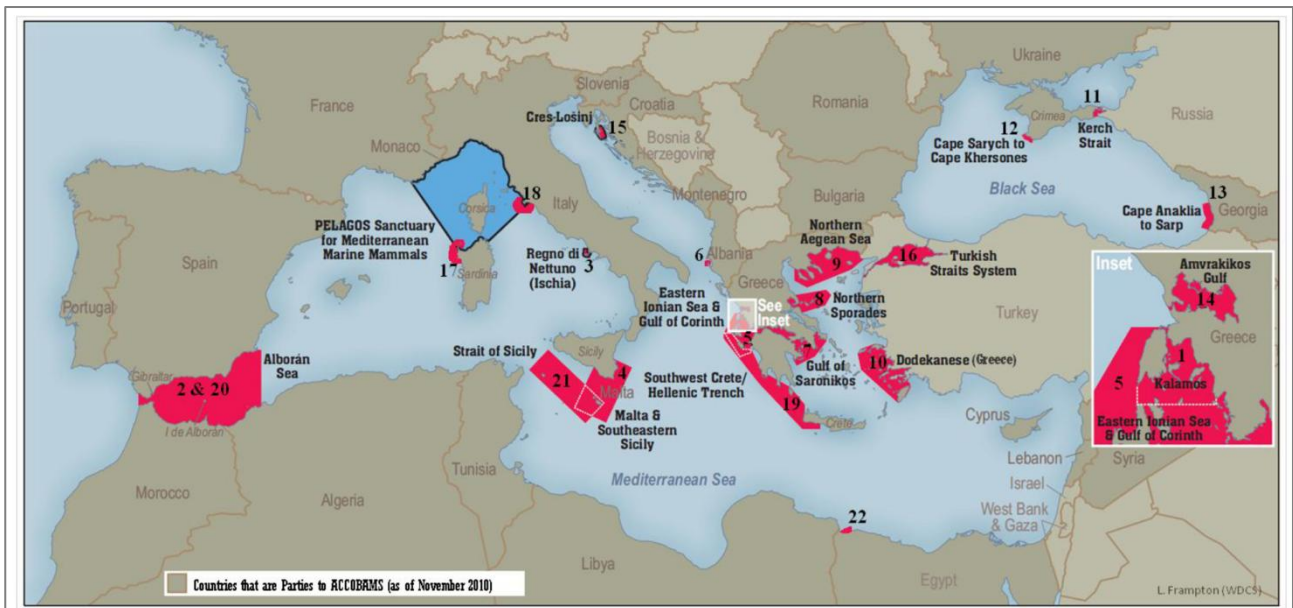 Ukraine
Slovenia
France
Croatia
Romania
11
Russia
Cres-Lošinj
15
Crimea
Bosnia &
Herzegovina
12
Kerch
Strait
Monaco
Cape Sarych to
Cape Khersones
18
Italy
Montenegro
Bulgaria
Black Sea
13
Corsica
Georgia
Cape Anaklia
to Sarp
PELAGOS Sanctuary
for Mediterranean
Marine Mammals
Northern
Aegean Sea
Spain
Regno di
Nettuno
(Ischia)
3
6
Albania
9
16
Turkish
Straits System
Inset
Amvrakikos
Gulf
14
17
Sardinia
Greece
Portugal
Eastern
Ionian Sea &
Gulf of Corinth
See
Inset
8
Northern
Sporades
Turkey
Greece
5
7
1
Kalamos
5
Eastern Ionian Sea
& Gulf of Corinth
Strait of Sicily
Sicily
Gulf of
Saronikos
10
Dodekanese (Greece)
Alborán
Sea
Gibraltar
2 & 20
21
4
Malta
Southwest Crete/
Hellenic Trench
19
Crete
Cyprus
I de Alborán
Malta &
Southeastern
Sicily
Lebanon
Syria
Tunisia
Mediterranean Sea
Israel
Morocco
Algeria
West Bank
& Gaza
22
Libya
Egypt
Countries that are Parties to ACCOBAMS (as of November 2010)
L. Frampton (WDCS)